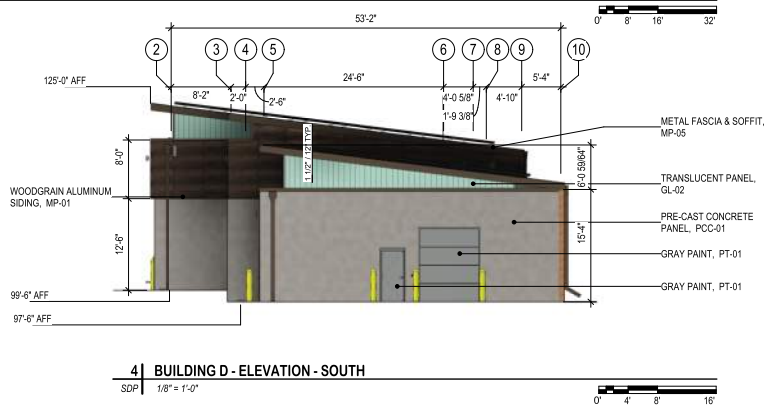 0' 8' 16' 32'
53'-2"
2 3 4 5 6 7 8 9 10
125'-0" AFF
8'-2" 2'-0" 2'-6" 24'-6" 4'-0 5/8" 1'-9 3/8" 4'-10" 5'-4"
METAL FASCIA & SOFFIT,
MP-05
8'-0"
1 1/2" / 12" TYP.
6'-0 59/64"
TRANSLUCENT PANEL,
GL-02
WOODGRAIN ALUMINUM
SIDING, MP-01
PRE-CAST CONCRETE
PANEL, PCC-01
12'-6"
15'-4"
GRAY PAINT, PT-01
GRAY PAINT, PT-01
99'-6" AFF
97'-6" AFF
4 BUILDING D - ELEVATION - SOUTH
SDP 1/8" = 1'-0"
0' 4' 8' 16'